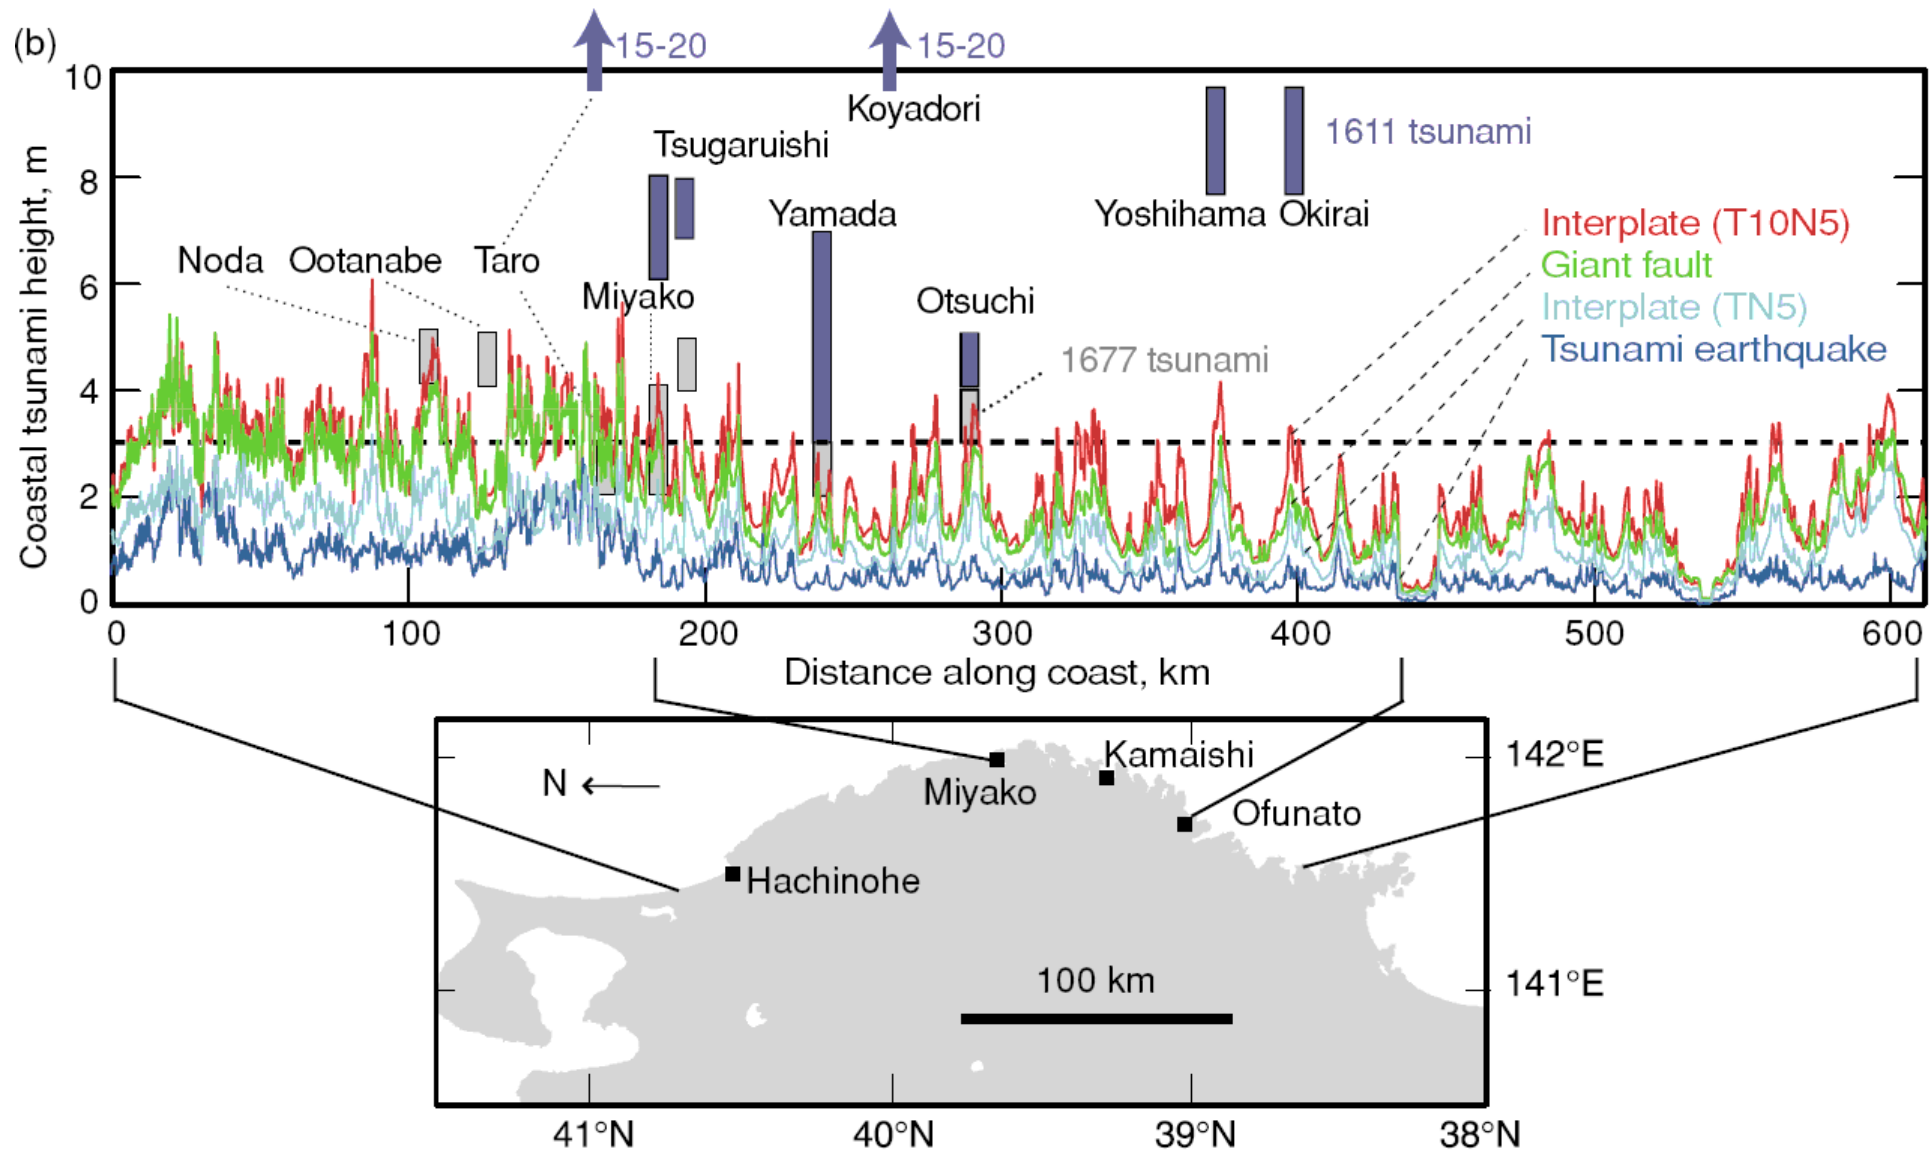 (b)
15-20
15-20
10
Koyadori
1611 tsunami
Tsugaruishi
8
Yamada
Yoshihama
Okirai
Interplate (T10N5)
Noda
Ootanabe
Taro
Giant fault
6
Miyako
Otsuchi
Interplate (TN5)
1677 tsunami
Tsunami earthquake
4
2
0
Coastal tsunami height, m
0
100
200
300
400
500
600
Distance along coast, km
N
Kamaishi
142°E
Miyako
Ofunato
Hachinohe
100 km
141°E
41°N
40°N
39°N
38°N